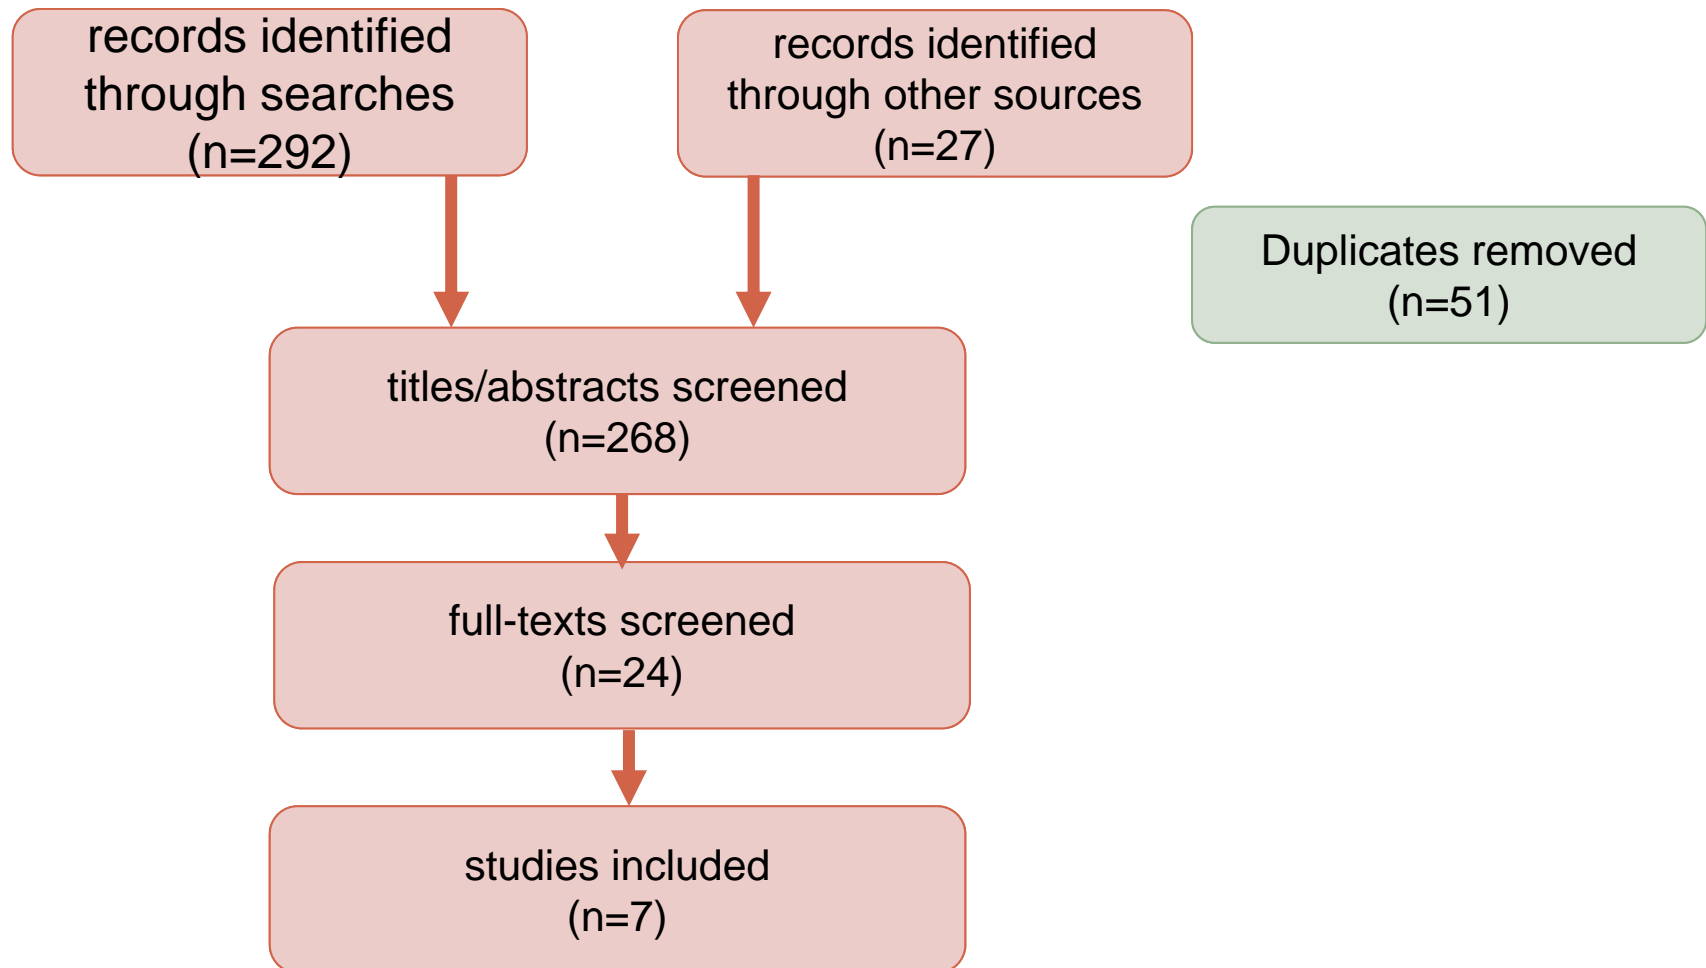 records identified
through searches
(n=292)
records identified
through other sources
(n=27)
Duplicates removed
(n=51)
titles/abstracts screened
(n=268)
full-texts screened
(n=24)
studies included
(n=7)